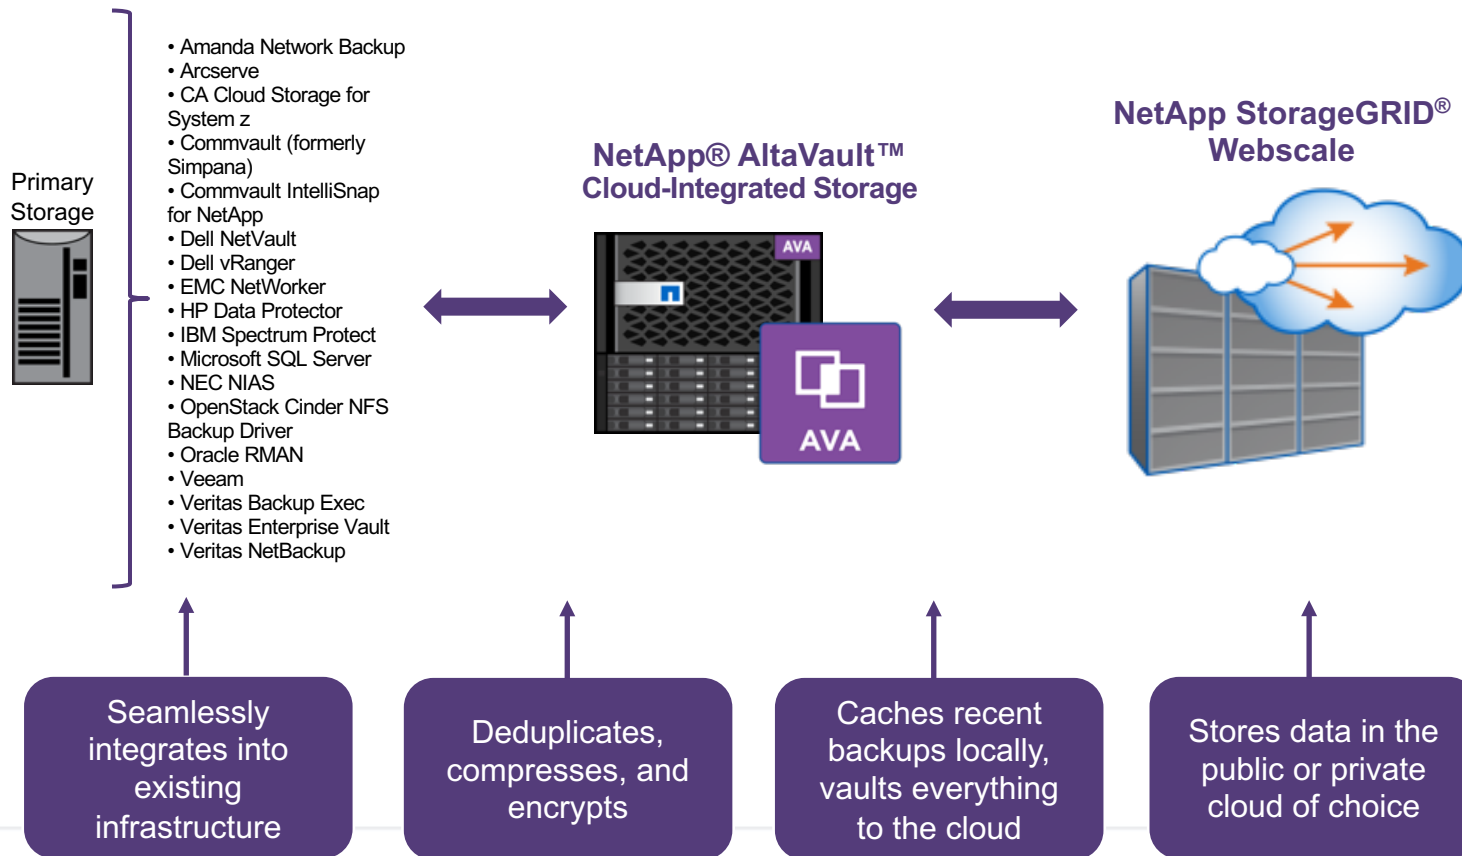 Primary
Storage
• Amanda Network Backup
• Arcserve
• CA Cloud Storage for
System z
• Commvault (formerly
Simpana)
• Commvault IntelliSnap
for NetApp
• Dell NetVault
• Dell vRanger
• EMC NetWorker
• HP Data Protector
• IBM Spectrum Protect
• Microsoft SQL Server
• NEC NIAS
• OpenStack Cinder NFS
Backup Driver
• Oracle RMAN
• Veeam
• Veritas Backup Exec
• Veritas Enterprise Vault
• Veritas NetBackup
NetApp® AltaVault™
Cloud-Integrated Storage
AVA
AVA
NetApp StorageGRID®
Webscale
Seamlessly
integrates into
existing
infrastructure
Deduplicates,
compresses, and
encrypts
Caches recent
backups locally,
vaults everything
to the cloud
Stores data in the
public or private
cloud of choice